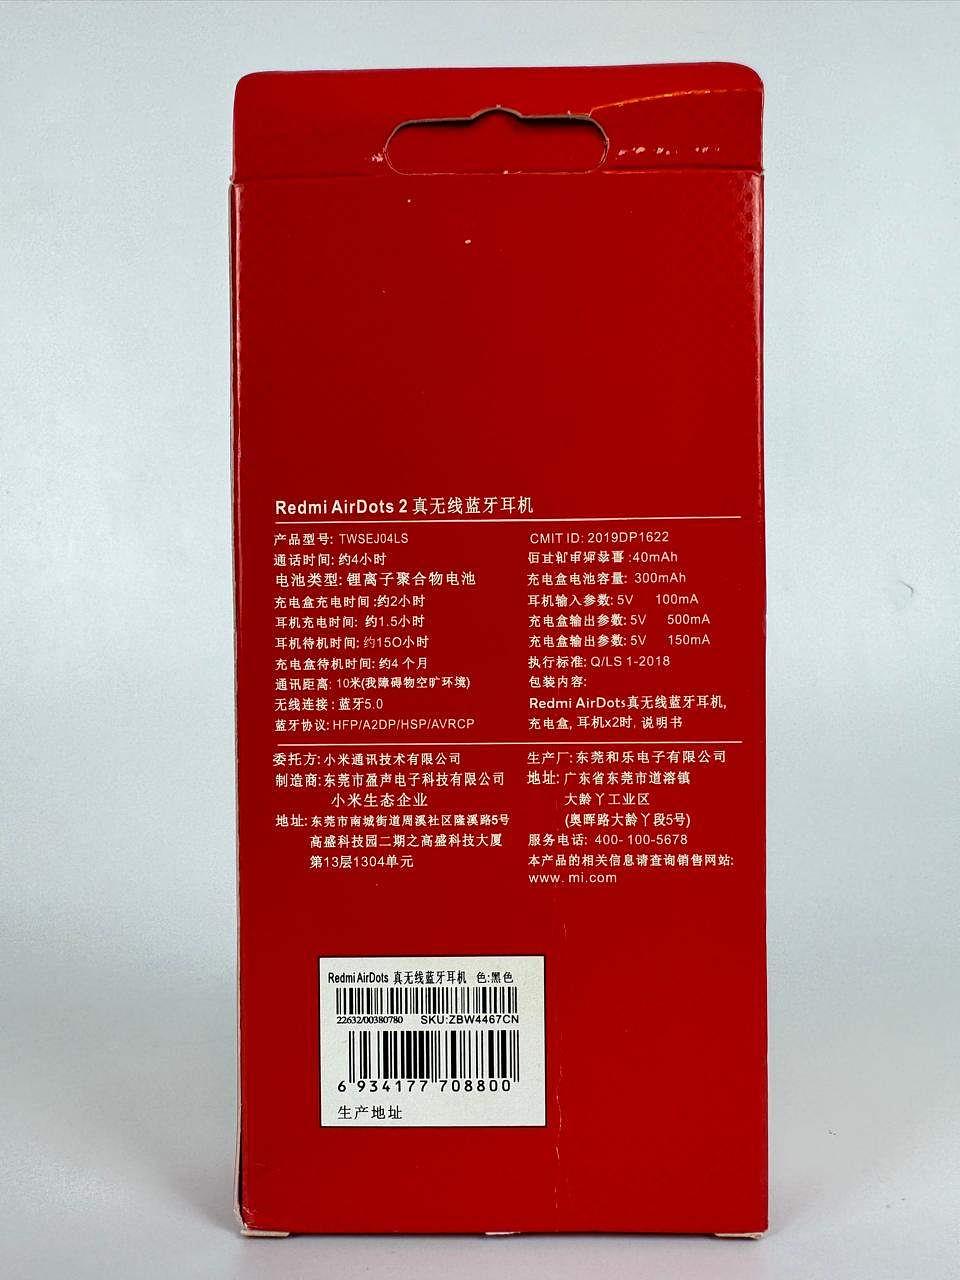 Redmi AirDots 2 真无线蓝牙耳机
产品型号: TWSEJ04LS
通话时间: 约4小时
电池类型: 锂离子聚合物电池
充电盒充电时间 :约2小时
耳机充电时间: 约1.5小时
耳机待机时间: 约15O小时
充电盒待机时间: 约4 个月
通讯距离: 10米(我障碍物空旷环境)
无线连接 : 蓝牙5.0
蓝牙协议: HFP/A2DP/HSP/AVRCP
CMIT ID: 2019DP1622
:40mAh
充电盒电池容量: 300mAh
耳机输入参数: 5V 100mA
充电盒输出参数: 5V 500mA
充电盒输出参数: 5V 150mA
执行标准: Q/LS 1-2018
包装内容:
Redmi AirDots真无线蓝牙耳机,
充电盒, 耳机x2时, 说明书
委托方: 小米通讯技术有限公司
制造商: 东莞市盈声电子科技有限公司
小米生态企业
地址: 东莞市南城街道周溪社区隆溪路5号
高盛科技园二期之高盛科技大厦
第13层1304单元
生产厂: 东莞和乐电子有限公司
地址: 广东省东莞市道溶镇
大龄丫工业区
(奥晖路大龄丫段5号)
服务电话: 400- 100-5678
本产品的相关信息请查询销售网站:
www. mi.com
Redmi AirDots 真无线蓝牙耳机 色:黑色
22632/00380780 SKU:ZBW4467CN
6 934177 708800
生产地址